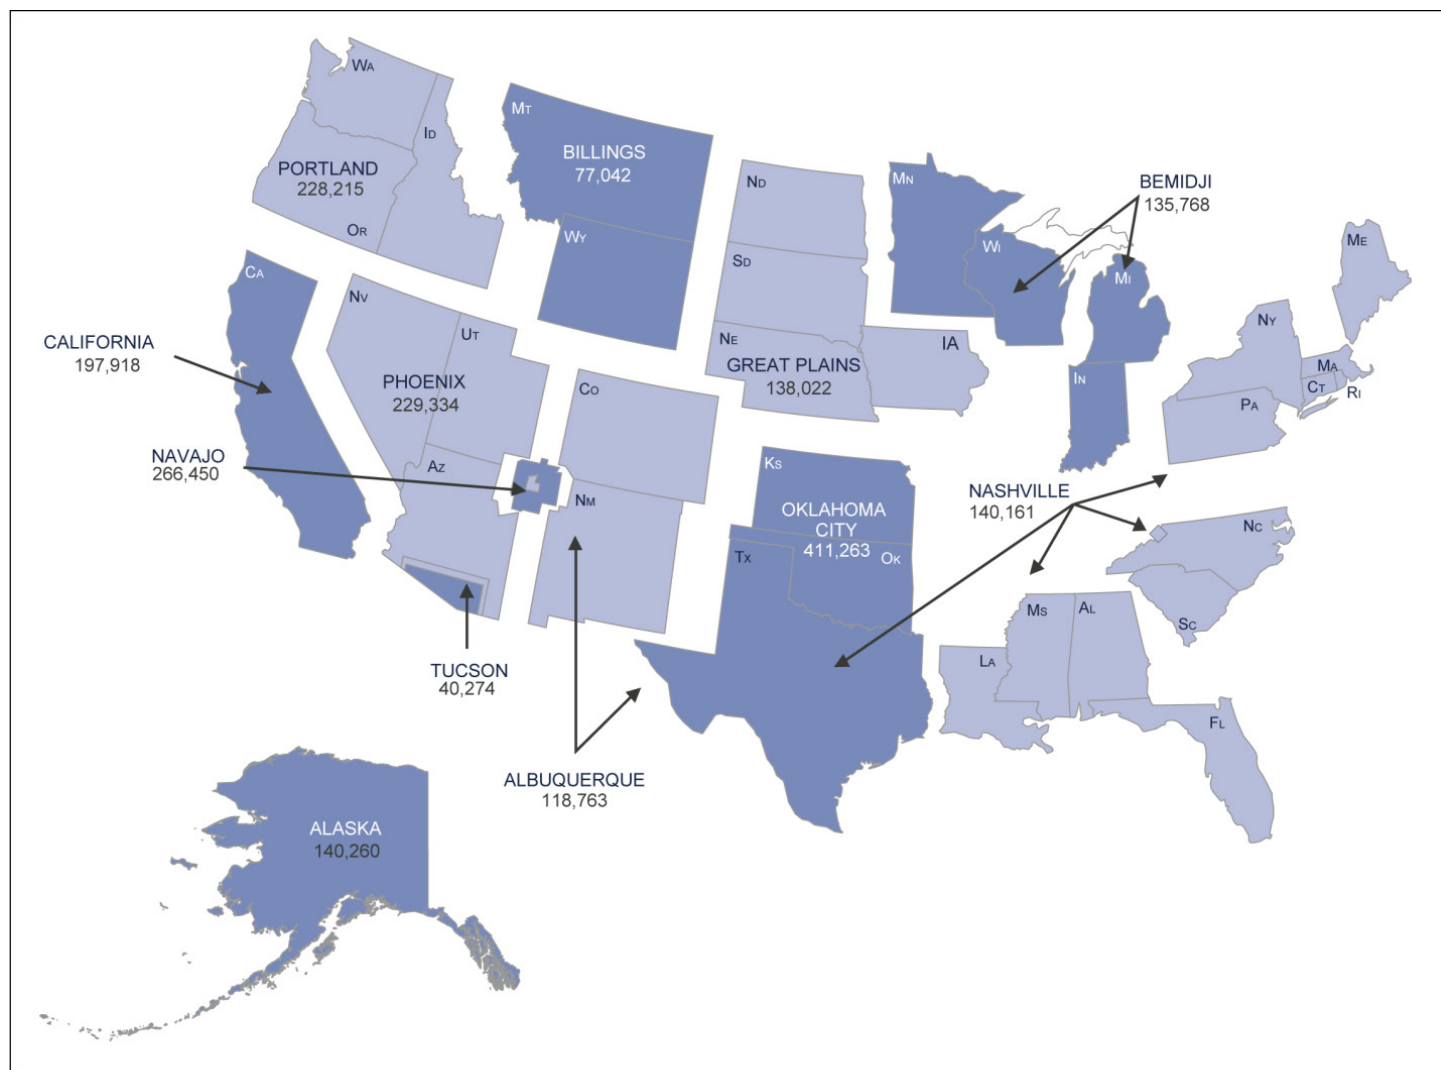 WA
ID
PORTLAND
228,215
OR
MT
BILLINGS
77,042
WY
ND
SD
NE
GREAT PLAINS
138,022
IA
MN
WI
MI
IN
BEMIDJI
135,768
ME
NY
MA
CT
RI
PA
CA
CALIFORNIA
197,918
NV
UT
PHOENIX
229,334
AZ
NAVAJO
266,450
CO
NM
KS
OKLAHOMA
CITY
411,263
OK
TX
NASHVILLE
140,161
NC
SC
MS
AL
LA
FL
TUCSON
40,274
ALBUQUERQUE
118,763
ALASKA
140,260